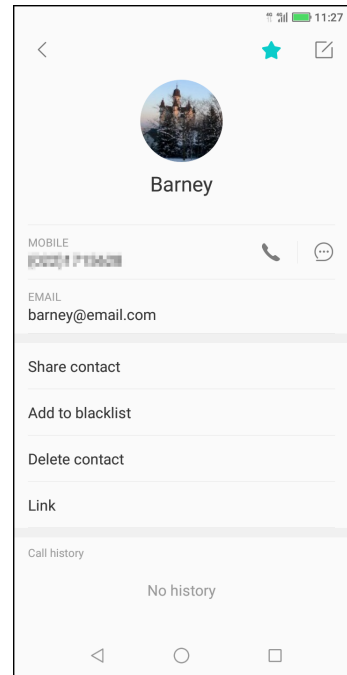 11:27
Barney
MOBILE
EMAIL
barney@email.com
Share contact
Add to blacklist
Delete contact
Link
Call history
No history